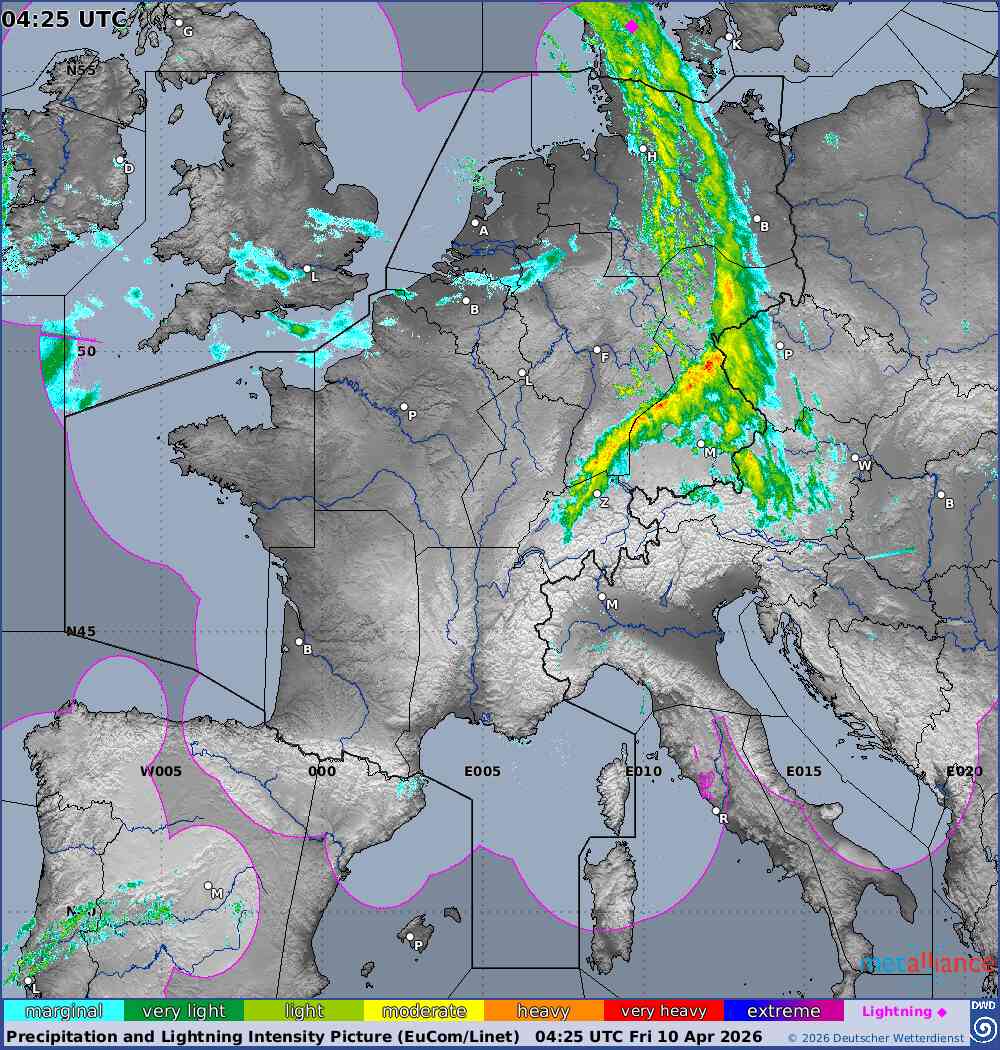 04:25 UTC
G
K
N55
D
H
A
B
L
B
50
P
F
L
P
M
W
Z
B
M
N45
B
W005
000
E005
E010
E015
E020
R
M
P
L
metalliance
marginal very light light moderate heavy very heavy extreme Lightning ◆
DWD
Precipitation and Lightning Intensity Picture (EuCom/Linet) 04:25 UTC Fri 10 Apr 2026 © 2026 Deutscher Wetterdienst